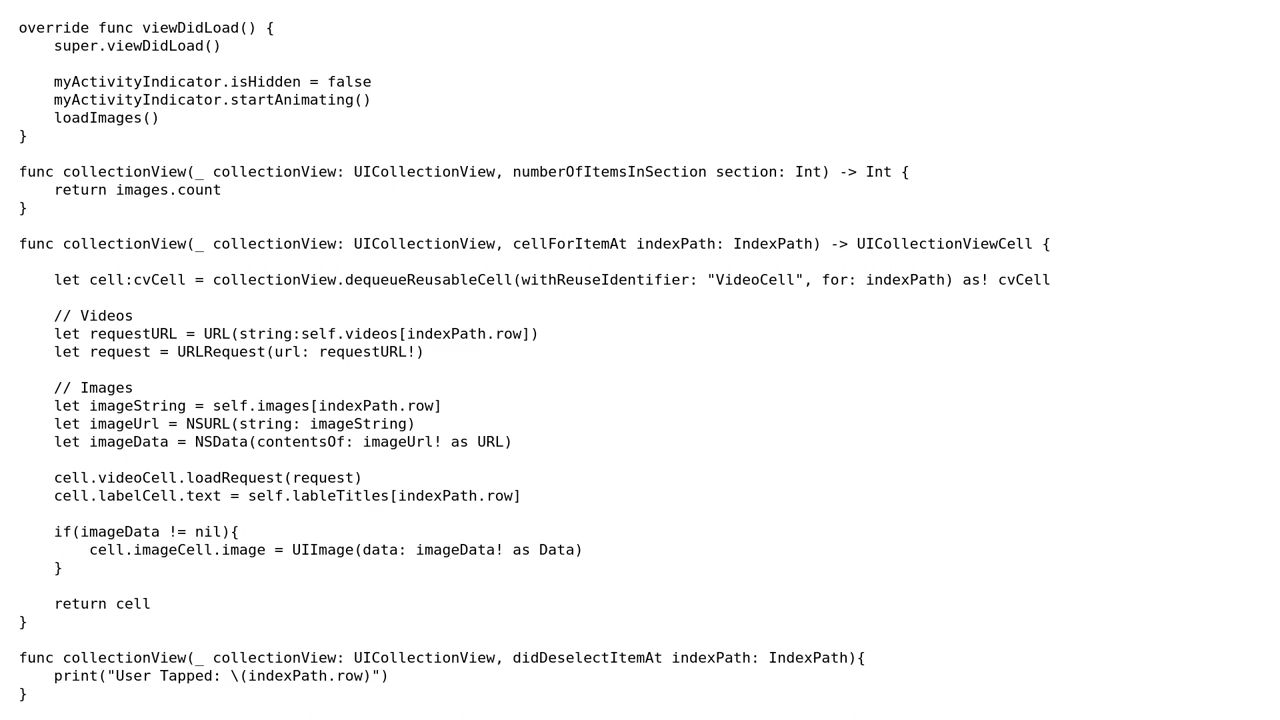 override func viewDidLoad() {
    super.viewDidLoad()

    myActivityIndicator.isHidden = false
    myActivityIndicator.startAnimating()
    loadImages()
}

func collectionView(_ collectionView: UICollectionView, numberOfItemsInSection section: Int) -> Int {
    return images.count
}

func collectionView(_ collectionView: UICollectionView, cellForItemAt indexPath: IndexPath) -> UICollectionViewCell {

    let cell:cvCell = collectionView.dequeueReusableCell(withReuseIdentifier: "VideoCell", for: indexPath) as! cvCell

    // Videos
    let requestURL = URL(string:self.videos[indexPath.row])
    let request = URLRequest(url: requestURL!)

    // Images
    let imageString = self.images[indexPath.row]
    let imageUrl = NSURL(string: imageString)
    let imageData = NSData(contentsOf: imageUrl! as URL)

    cell.videoCell.loadRequest(request)
    cell.labelCell.text = self.lableTitles[indexPath.row]

    if(imageData != nil){
        cell.imageCell.image = UIImage(data: imageData! as Data)
    }

    return cell
}

func collectionView(_ collectionView: UICollectionView, didDeselectItemAt indexPath: IndexPath){
    print("User Tapped: \(indexPath.row)")
}